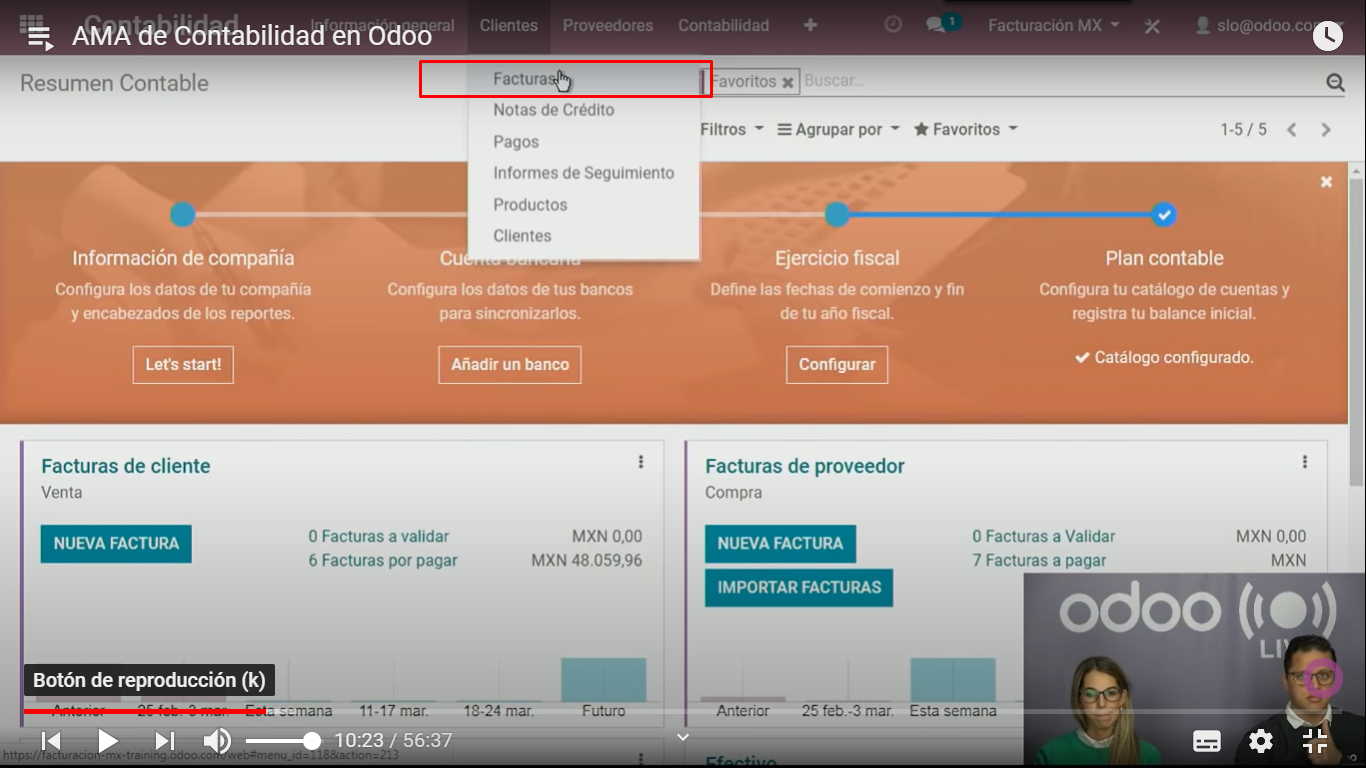 Contabilidad Información general Clientes Proveedores Contabilidad + 1 Facturación MX slo@odoo.com
AMA de Contabilidad en Odoo
Resumen Contable
Facturas
Favoritos Buscar...
Notas de Crédito
Pagos
Informes de Seguimiento
Productos
Clientes
Filtros Agrupar por Favoritos 1-5 / 5
Información de compañía
Configura los datos de tu compañía
y encabezados de los reportes.
Let's start!
Cuenta bancaria
Configura los datos de tus bancos
para sincronizarlos.
Añadir un banco
Ejercicio fiscal
Define las fechas de comienzo y fin
de tu año fiscal.
Configurar
Plan contable
Configura tu catálogo de cuentas y
registra tu balance inicial.
Catálogo configurado.
Facturas de cliente
Venta
NUEVA FACTURA
0 Facturas a validar MXN 0,00
6 Facturas por pagar MXN 48.059,96
Anterior 25 feb.-3 mar. Esta semana 11-17 mar. 18-24 mar. Futuro
Facturas de proveedor
Compra
NUEVA FACTURA
IMPORTAR FACTURAS
0 Facturas a Validar MXN 0,00
7 Facturas a pagar MXN
Anterior 25 feb.-3 mar. Esta semana
odoo
LIV
Botón de reproducción (k)
10:23 / 56:37
Efectivo
https://facturacion-mx-training.odoo.com/web#menu_id=118&action=213